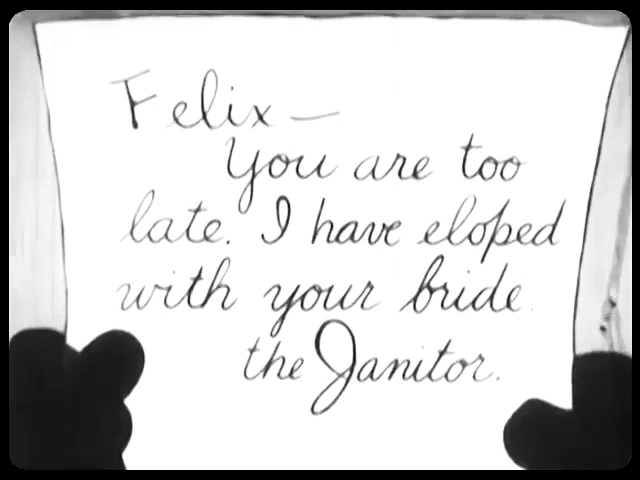 Felix —
You are too
late. I have eloped
with your bride.
the Janitor.